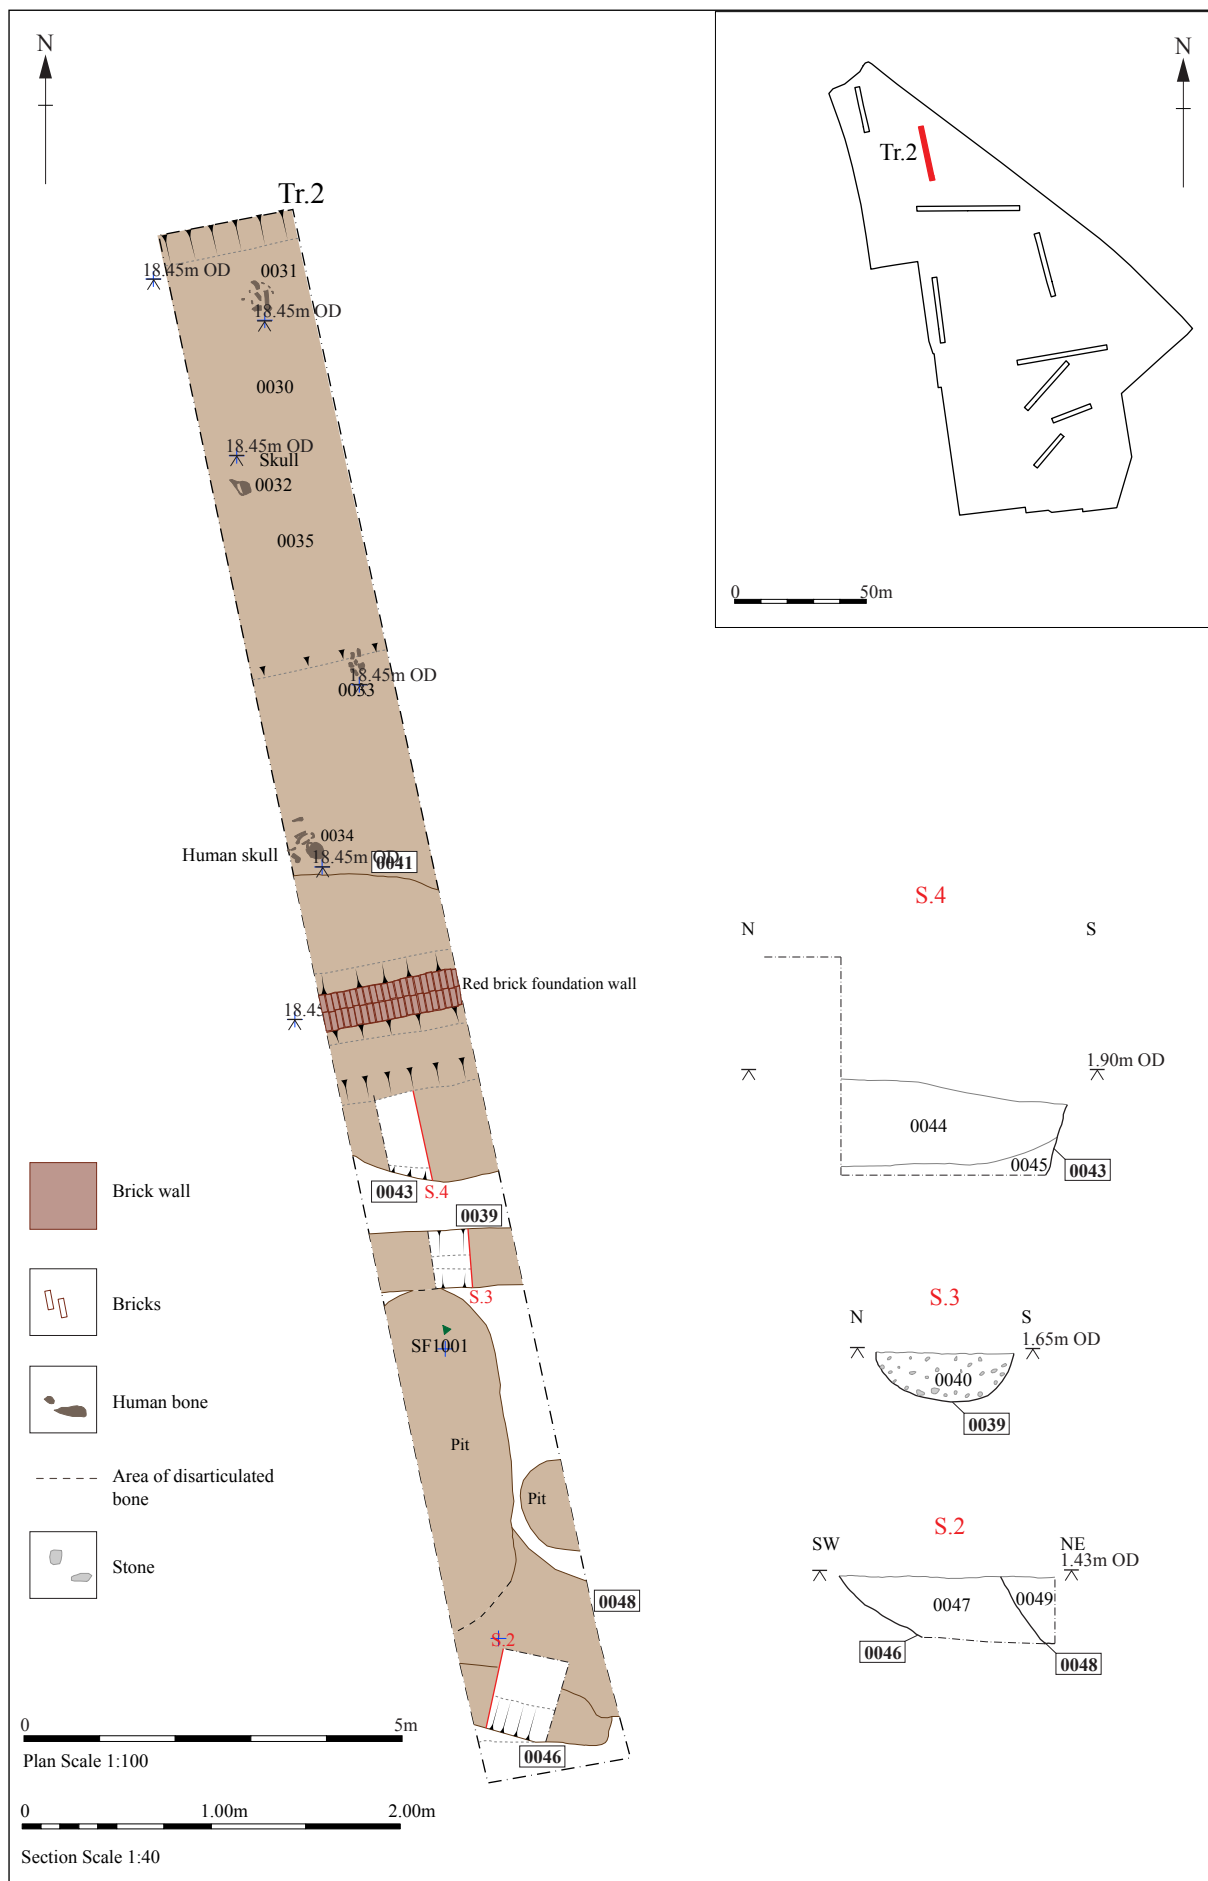 N
N
Tr.2
Tr.2
18.45m OD
0031
18.45m OD
0030
18.45m OD
Skull
0032
0035
0 50m
18.45m OD
0033
0034
Human skull
18.45m OD
0041
Red brick foundation wall
18.45
0043
S.4
0039
S.3
SF1001
Pit
Pit
0048
S.2
0046
S.4
N S
1.90m OD
0044
0045
0043
S.3
N S
1.65m OD
0040
0039
S.2
SW NE
1.43m OD
0047
0049
0046
0048
Brick wall
Bricks
Human bone
Area of disarticulated
bone
Stone
0 5m
Plan Scale 1:100
0 1.00m 2.00m
Section Scale 1:40